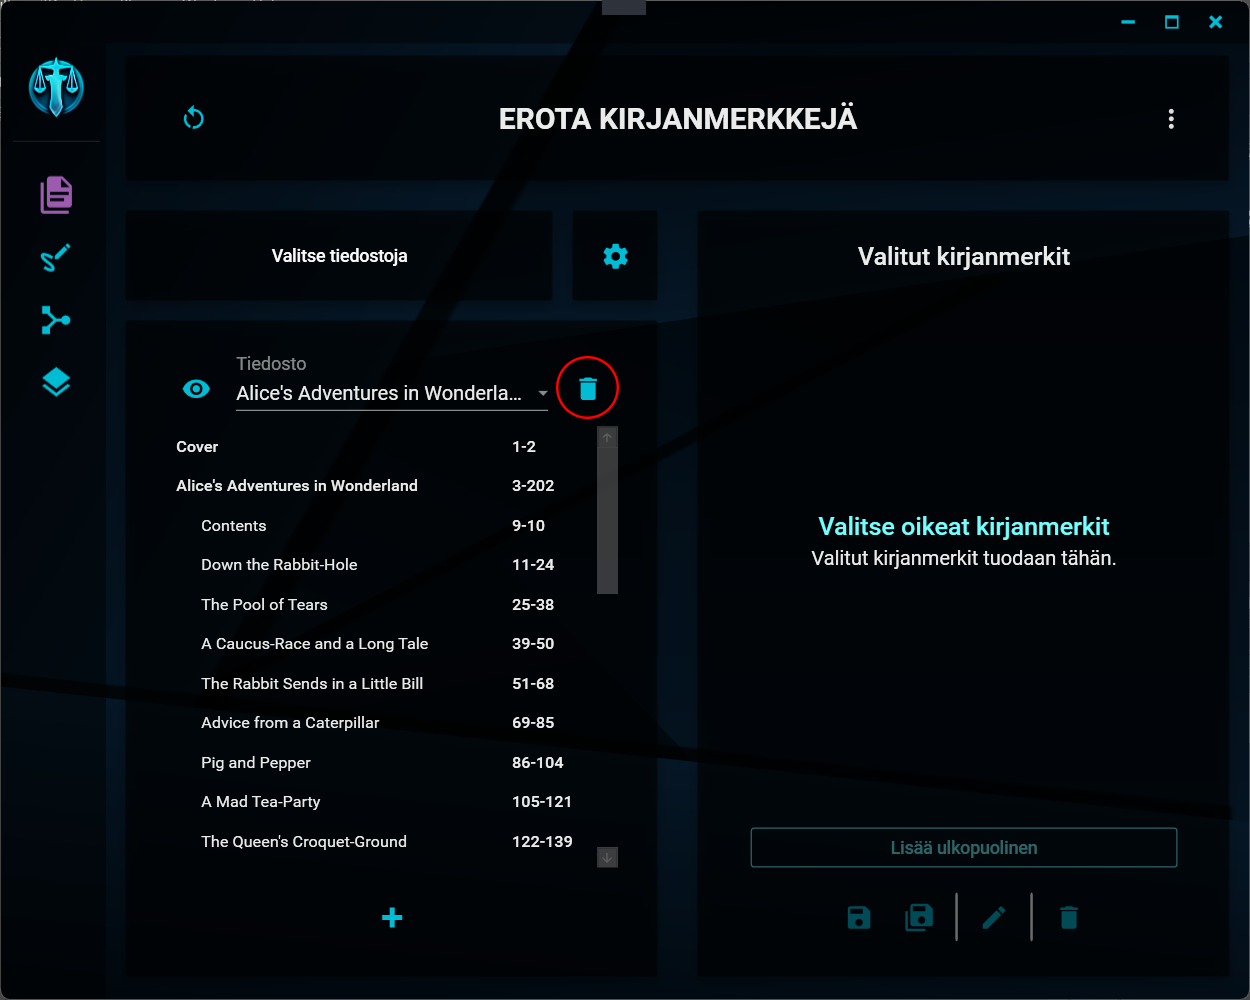 EROTA KIRJANMERKKEJÄ
Valitse tiedostoja
Tiedosto
Alice's Adventures in Wonderla...
Cover 1-2
Alice's Adventures in Wonderland 3-202
Contents 9-10
Down the Rabbit-Hole 11-24
The Pool of Tears 25-38
A Caucus-Race and a Long Tale 39-50
The Rabbit Sends in a Little Bill 51-68
Advice from a Caterpillar 69-85
Pig and Pepper 86-104
A Mad Tea-Party 105-121
The Queen's Croquet-Ground 122-139
Valitut kirjanmerkit
Valitse oikeat kirjanmerkit
Valitut kirjanmerkit tuodaan tähän.
Lisää ulkopuolinen